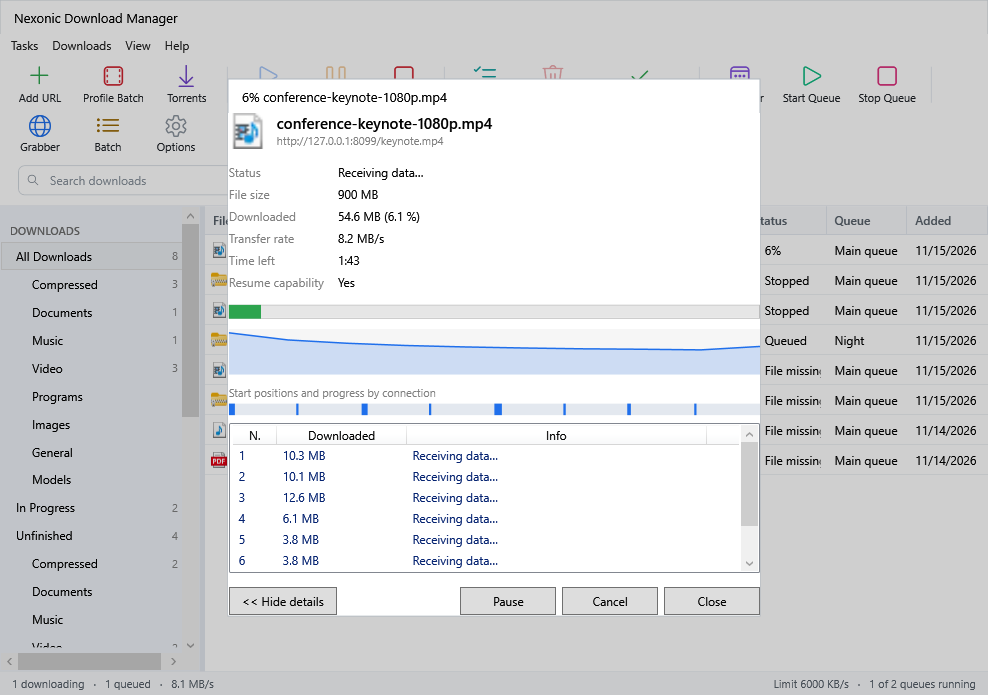 Nexonic Download Manager
Tasks Downloads View Help
Add URL Profile Batch Torrents Start Queue Stop Queue
Grabber Batch Options
Search downloads
6% conference-keynote-1080p.mp4
conference-keynote-1080p.mp4
http://127.0.0.1:8099/keynote.mp4
Status Receiving data...
File size 900 MB
Downloaded 54.6 MB (6.1 %)
Transfer rate 8.2 MB/s
Time left 1:43
Resume capability Yes
Start positions and progress by connection
N. Downloaded Info
1 10.3 MB Receiving data...
2 10.1 MB Receiving data...
3 12.6 MB Receiving data...
4 6.1 MB Receiving data...
5 3.8 MB Receiving data...
6 3.8 MB Receiving data...
<< Hide details Pause Cancel Close
DOWNLOADS
All Downloads 8
Compressed 3
Documents 1
Music 1
Video 3
Programs
Images
General
Models
In Progress 2
Unfinished 4
Compressed 2
Documents
Music
Video 2
Queue Added
6% Main queue 11/15/2026
Stopped Main queue 11/15/2026
Stopped Main queue 11/15/2026
Queued Night 11/15/2026
File missing Main queue 11/15/2026
File missing Main queue 11/15/2026
File missing Main queue 11/14/2026
PDF File missing Main queue 11/14/2026
1 downloading · 1 queued · 8.1 MB/s
Limit 6000 KB/s · 1 of 2 queues running